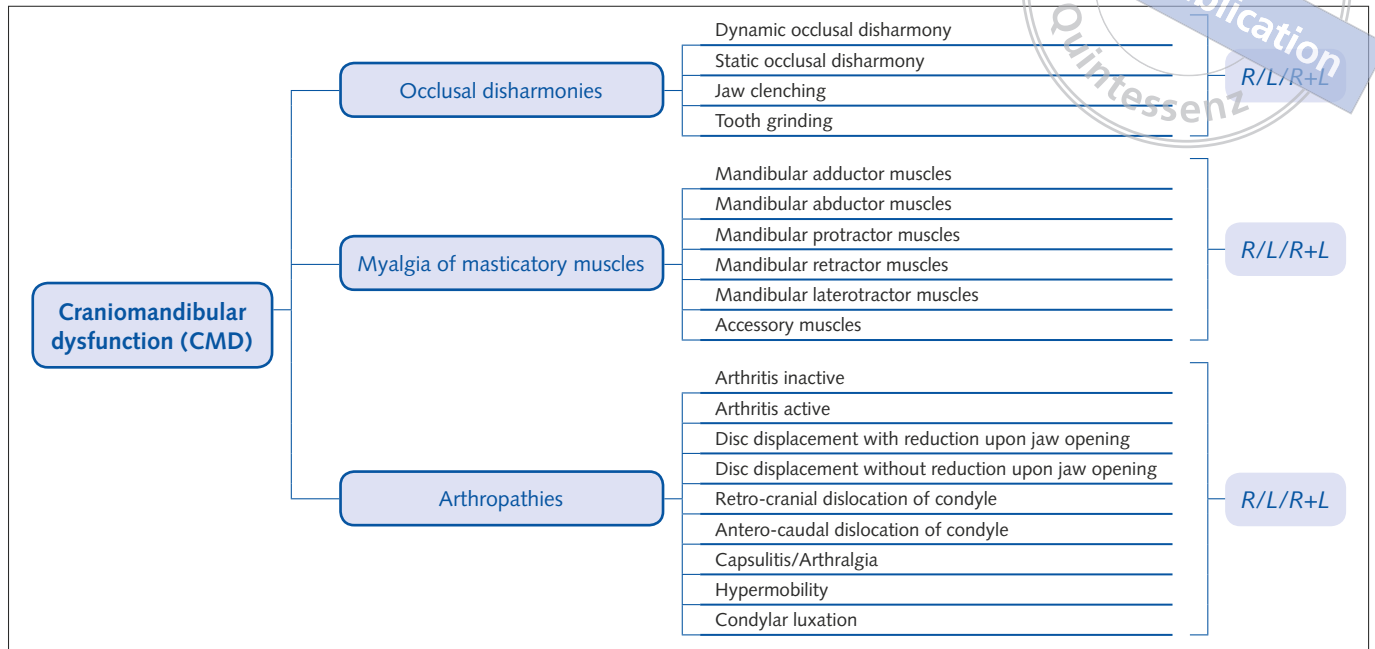 Dynamic occlusal disharmony
Static occlusal disharmony
Occlusal disharmonies
Jaw clenching
Tooth grinding
R/L/R+L
Quintessenz
Mandibular adductor muscles
Mandibular abductor muscles
Mandibular protractor muscles
Myalgia of masticatory muscles
Mandibular retractor muscles
Mandibular laterotractor muscles
Accessory muscles
R/L/R+L
Craniomandibular
dysfunction (CMD)
Arthritis inactive
Arthritis active
Disc displacement with reduction upon jaw opening
Disc displacement without reduction upon jaw opening
Arthropathies
Retro-cranial dislocation of condyle
Antero-caudal dislocation of condyle
Capsulitis/Arthralgia
Hypermobility
Condylar luxation
R/L/R+L